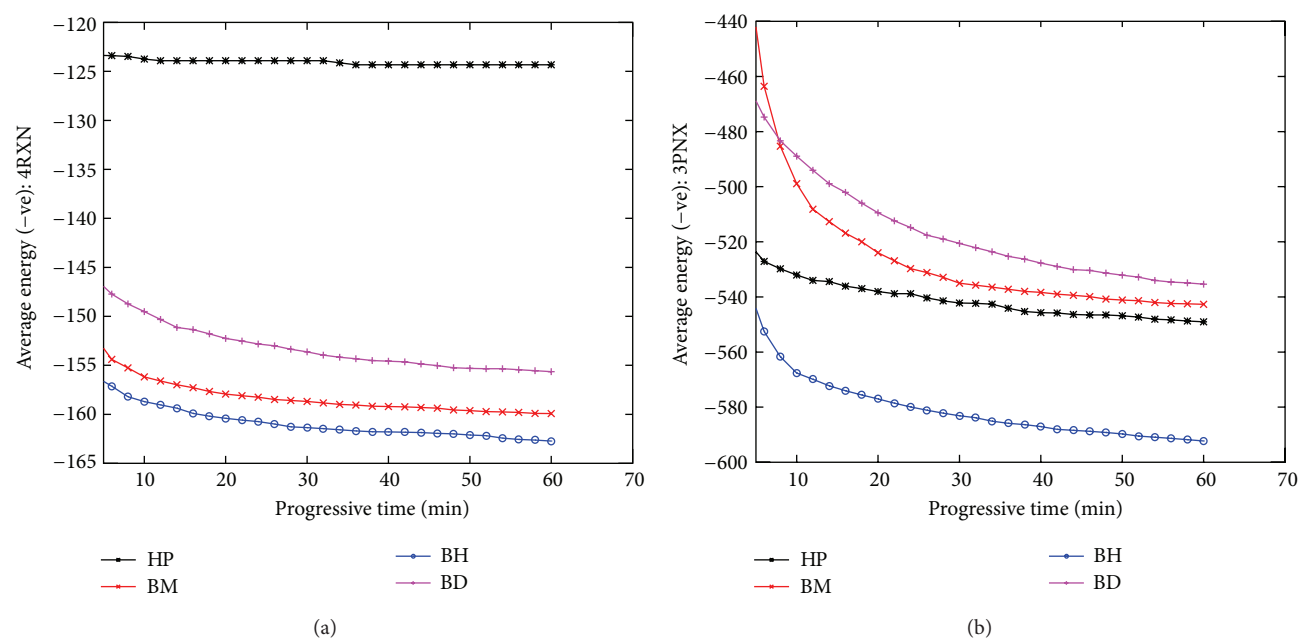 −120
−125
−130
−135
−140
−145
−150
−155
−160
−165
Average energy (−ve): 4RXN
10 20 30 40 50 60 70
Progressive time (min)
HP BH
BM BD
(a)
−440
−460
−480
−500
−520
−540
−560
−580
−600
Average energy (−ve): 3PNX
10 20 30 40 50 60 70
Progressive time (min)
HP BH
BM BD
(b)